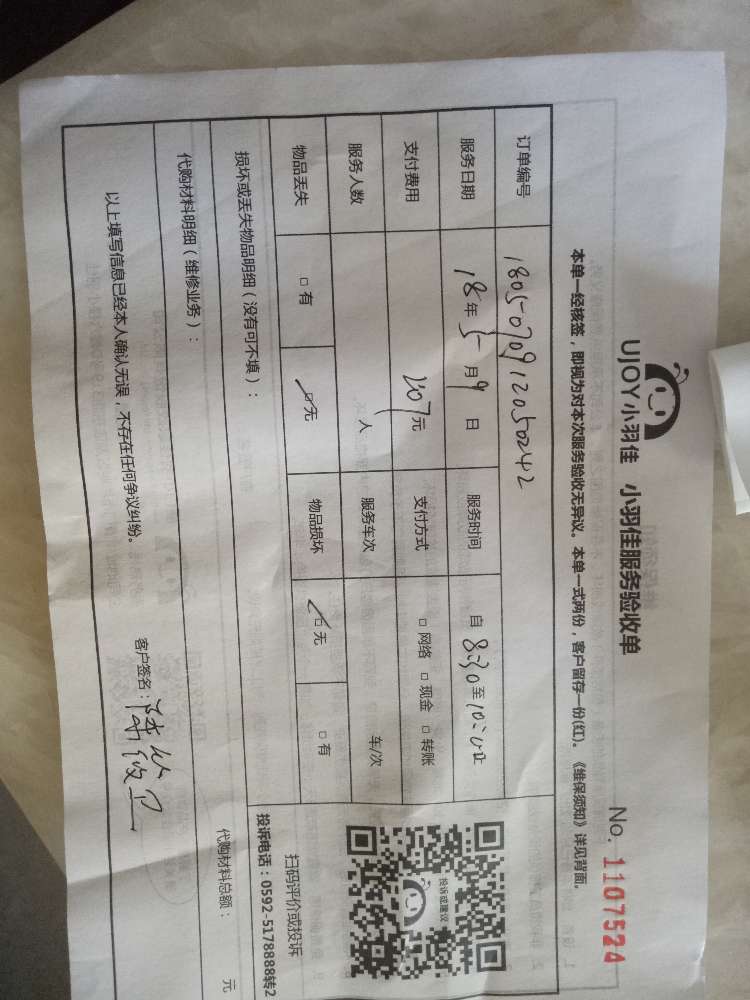 UJOY小羽佳 小羽佳服务验收单
No. 1107524
本单一经核签，即视为对本次服务验收无异议。本单一式两份，客户留存一份(红)。《维保须知》详见背面。
订单编号 1805070912050242
服务日期 18年5月9日 服务时间 自8:30至10:00止
支付费用 207元 支付方式 □网络 □现金 □转账
服务人数 人 服务车次 车/次
物品丢失 □有 □无 物品损坏 □无 □有
投诉或建议
扫码评价或投诉
投诉电话：0592-5178888转2
损坏或丢失物品明细（没有可不填）：
代购材料明细（维修业务）： 代购材料总额： 元
以上填写信息已经本人确认无误，不存在任何争议纠纷。 客户签名：